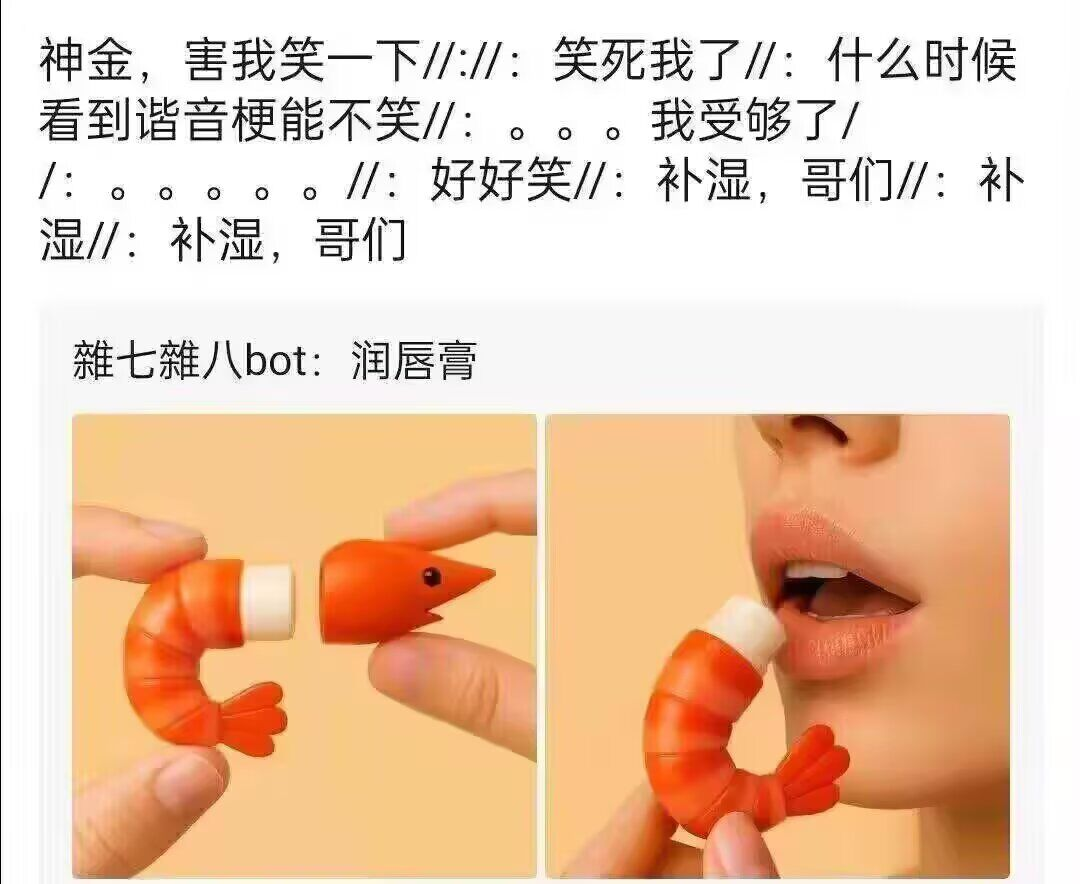 神金，害我笑一下//://：笑死我了//：什么时候
看到谐音梗能不笑//：。。。我受够了/
/：。。。。。//：好好笑//：补湿，哥们//：补
湿//：补湿，哥们
雜七雜八bot：润唇膏